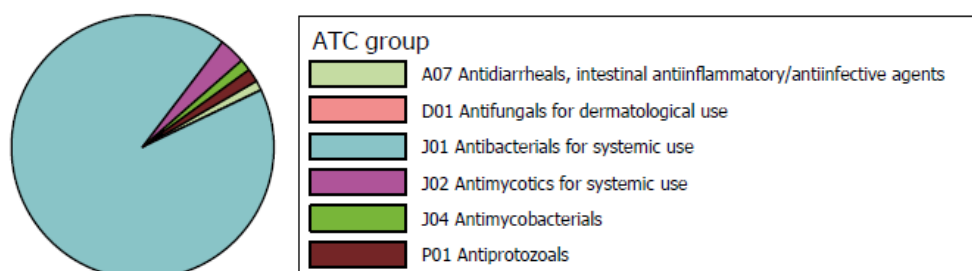 ATC group
A07 Antidiarrheals, intestinal antiinflammatory/antiinfective agents
D01 Antifungals for dermatological use
J01 Antibacterials for systemic use
J02 Antimycotics for systemic use
J04 Antimycobacterials
P01 Antiprotozoals